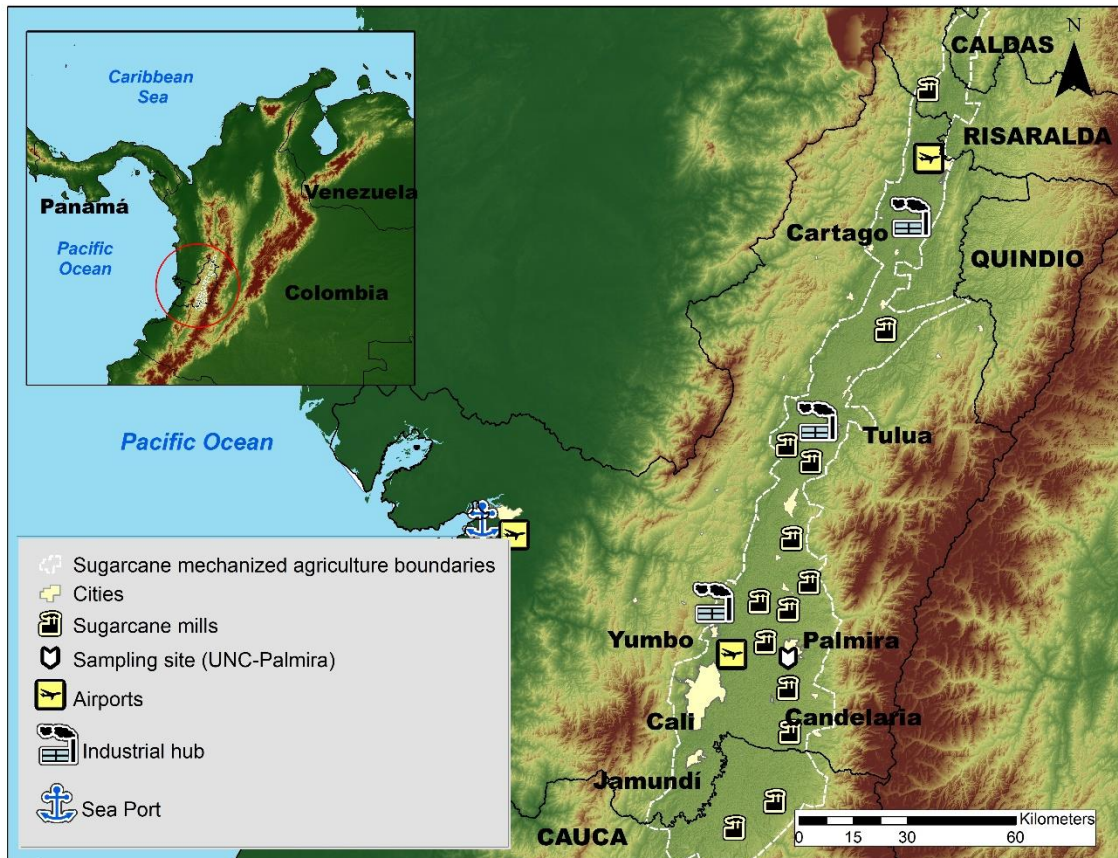 Caribbean
Sea
Panamá
Venezuela
Pacific
Ocean
Colombia
N
CALDAS
RISARALDA
Cartago
QUINDIO
Pacific Ocean
Tulua
Yumbo
Palmira
Cali
Candelaria
Jamundí
CAUCA
Sugarcane mechanized agriculture boundaries
Cities
Sugarcane mills
Sampling site (UNC-Palmira)
Airports
Industrial hub
Sea Port
Kilometers
0 15 30 60